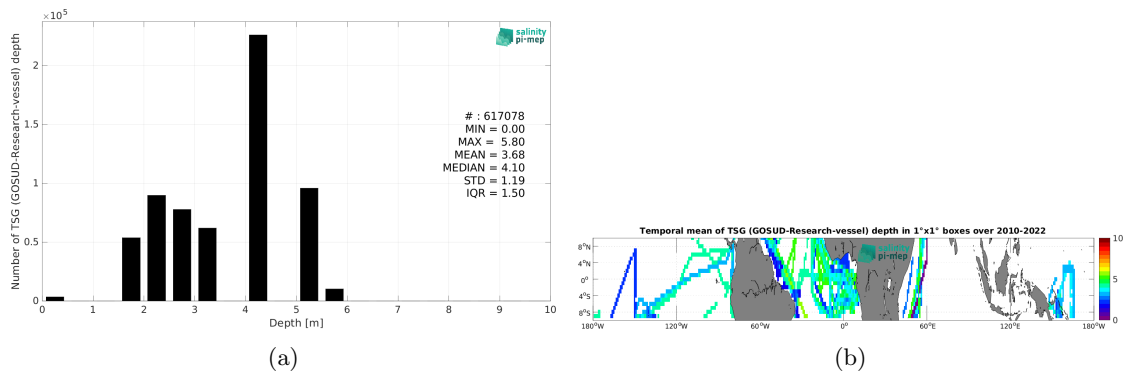 ×10⁵
salinity
pi-mep
Number of TSG (GOSUD-Research-vessel) depth
2
1.5
1
0.5
0
# : 617078
MIN = 0.00
MAX = 5.80
MEAN = 3.68
MEDIAN = 4.10
STD = 1.19
IQR = 1.50
0 1 2 3 4 5 6 7 8 9 10
Depth [m]
(a)
Temporal mean of TSG (GOSUD-Research-vessel) depth in 1°x1° boxes over 2010-2022
salinity
pi-mep
8°N
4°N
0°
4°S
8°S
180°W 120°W 60°W 0° 60°E 120°E 180°W
10
5
0
(b)